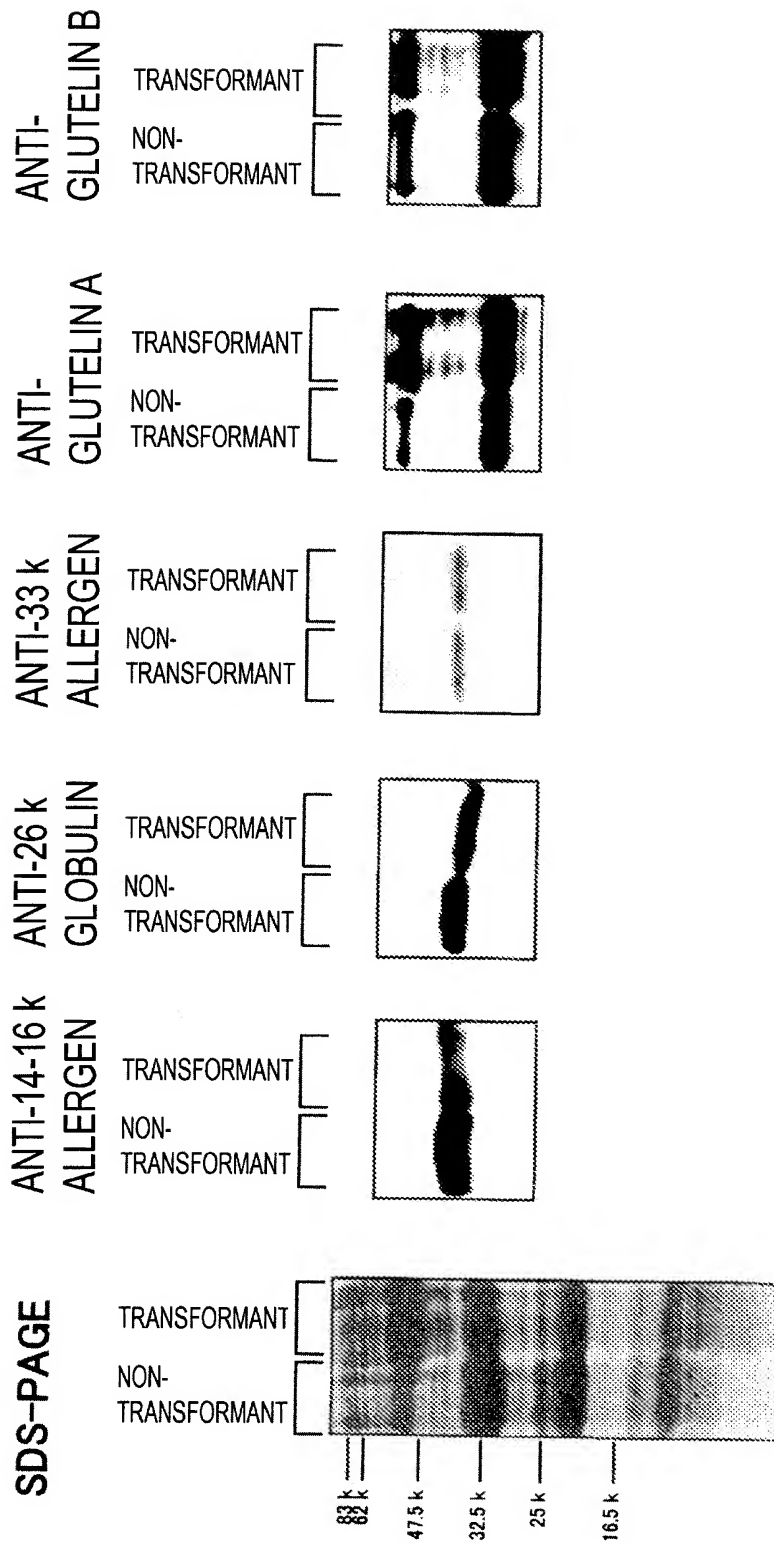 SDS-PAGE
NON-
TRANSFORMANT
TRANSFORMANT
83 k
62 k
47.5 k
32.5 k
25 k
16.5 k
ANTI-14-16 k
ALLERGEN
NON-
TRANSFORMANT
TRANSFORMANT
ANTI-26 k
GLOBULIN
NON-
TRANSFORMANT
TRANSFORMANT
ANTI-33 k
ALLERGEN
NON-
TRANSFORMANT
TRANSFORMANT
ANTI-
GLUTELIN A
NON-
TRANSFORMANT
TRANSFORMANT
ANTI-
GLUTELIN B
NON-
TRANSFORMANT
TRANSFORMANT